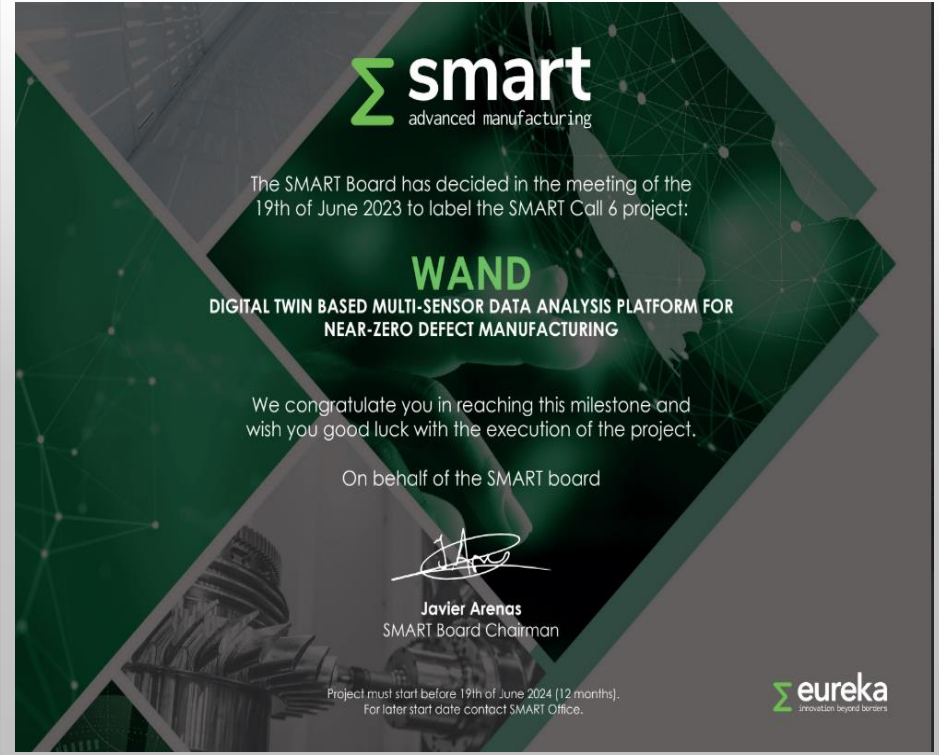 smart
advanced manufacturing
The SMART Board has decided in the meeting of the
19th of June 2023 to label the SMART Call 6 project:
WAND
DIGITAL TWIN BASED MULTI-SENSOR DATA ANALYSIS PLATFORM FOR
NEAR-ZERO DEFECT MANUFACTURING
We congratulate you in reaching this milestone and
wish you good luck with the execution of the project.
On behalf of the SMART board
Javier Arenas
SMART Board Chairman
Project must start before 19th of June 2024 (12 months).
For later start date contact SMART Office.
eureka
innovation beyond borders